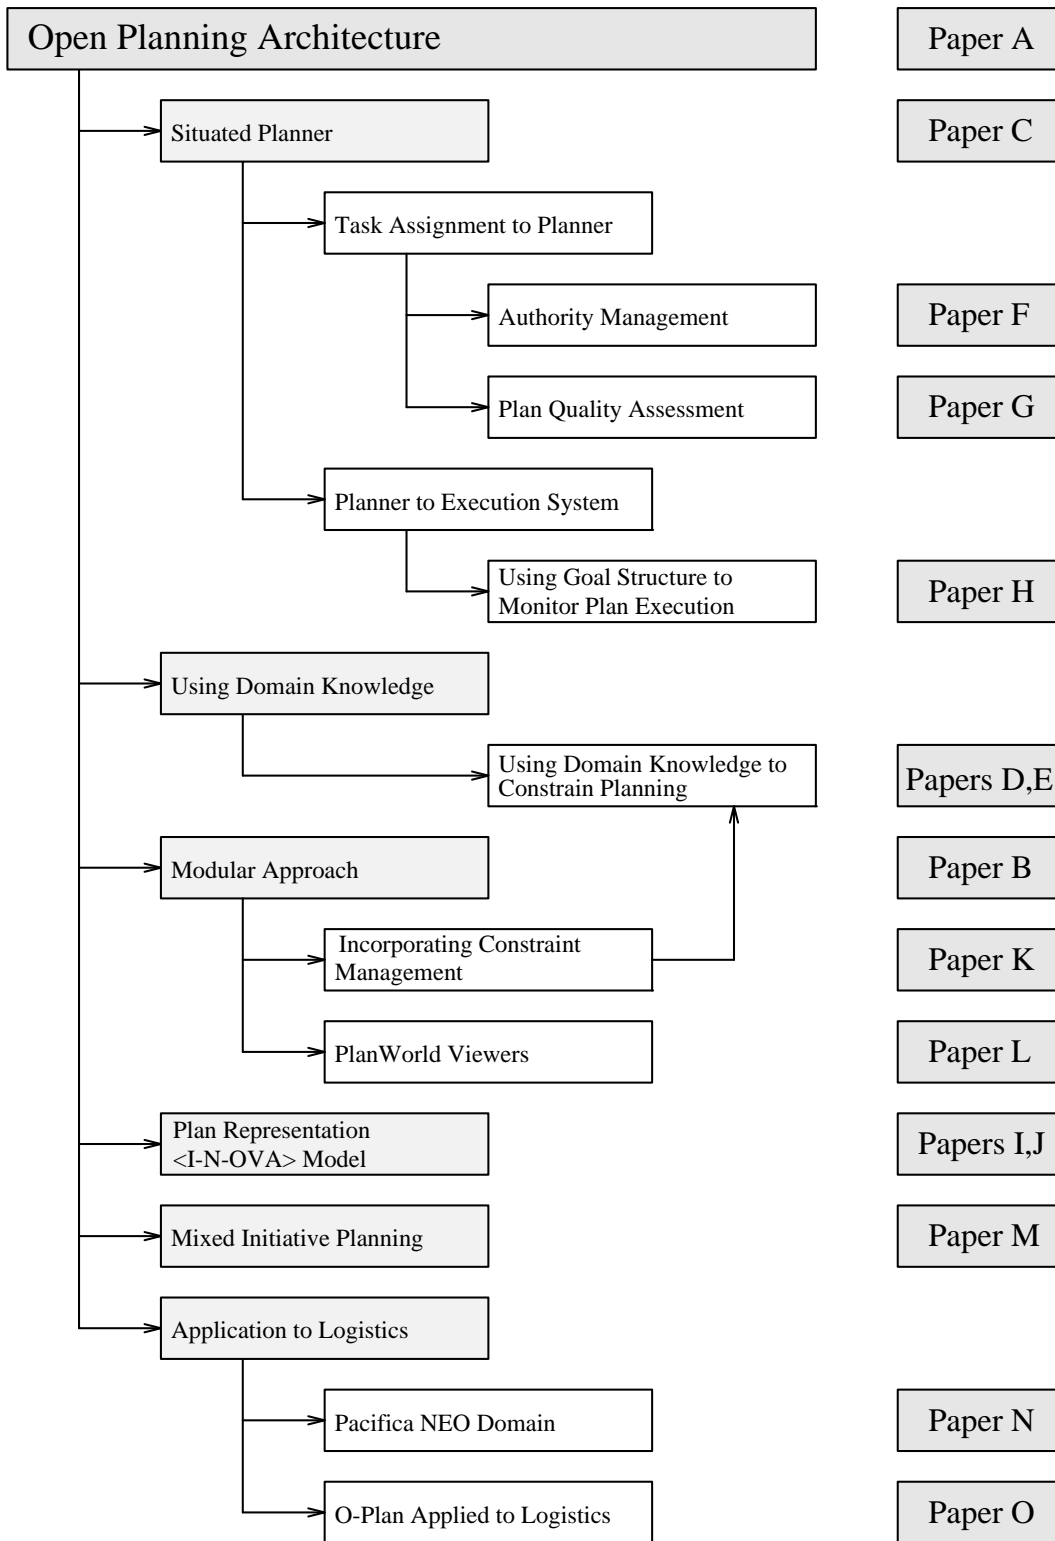 Open Planning Architecture
Paper A
Situated Planner
Paper C
Task Assignment to Planner
Authority Management
Paper F
Plan Quality Assessment
Paper G
Planner to Execution System
Using Goal Structure to
Monitor Plan Execution
Paper H
Using Domain Knowledge
Using Domain Knowledge to
Constrain Planning
Papers D,E
Modular Approach
Paper B
Incorporating Constraint
Management
Paper K
PlanWorld Viewers
Paper L
Plan Representation
<I-N-OVA> Model
Papers I,J
Mixed Initiative Planning
Paper M
Application to Logistics
Pacifica NEO Domain
Paper N
O-Plan Applied to Logistics
Paper O